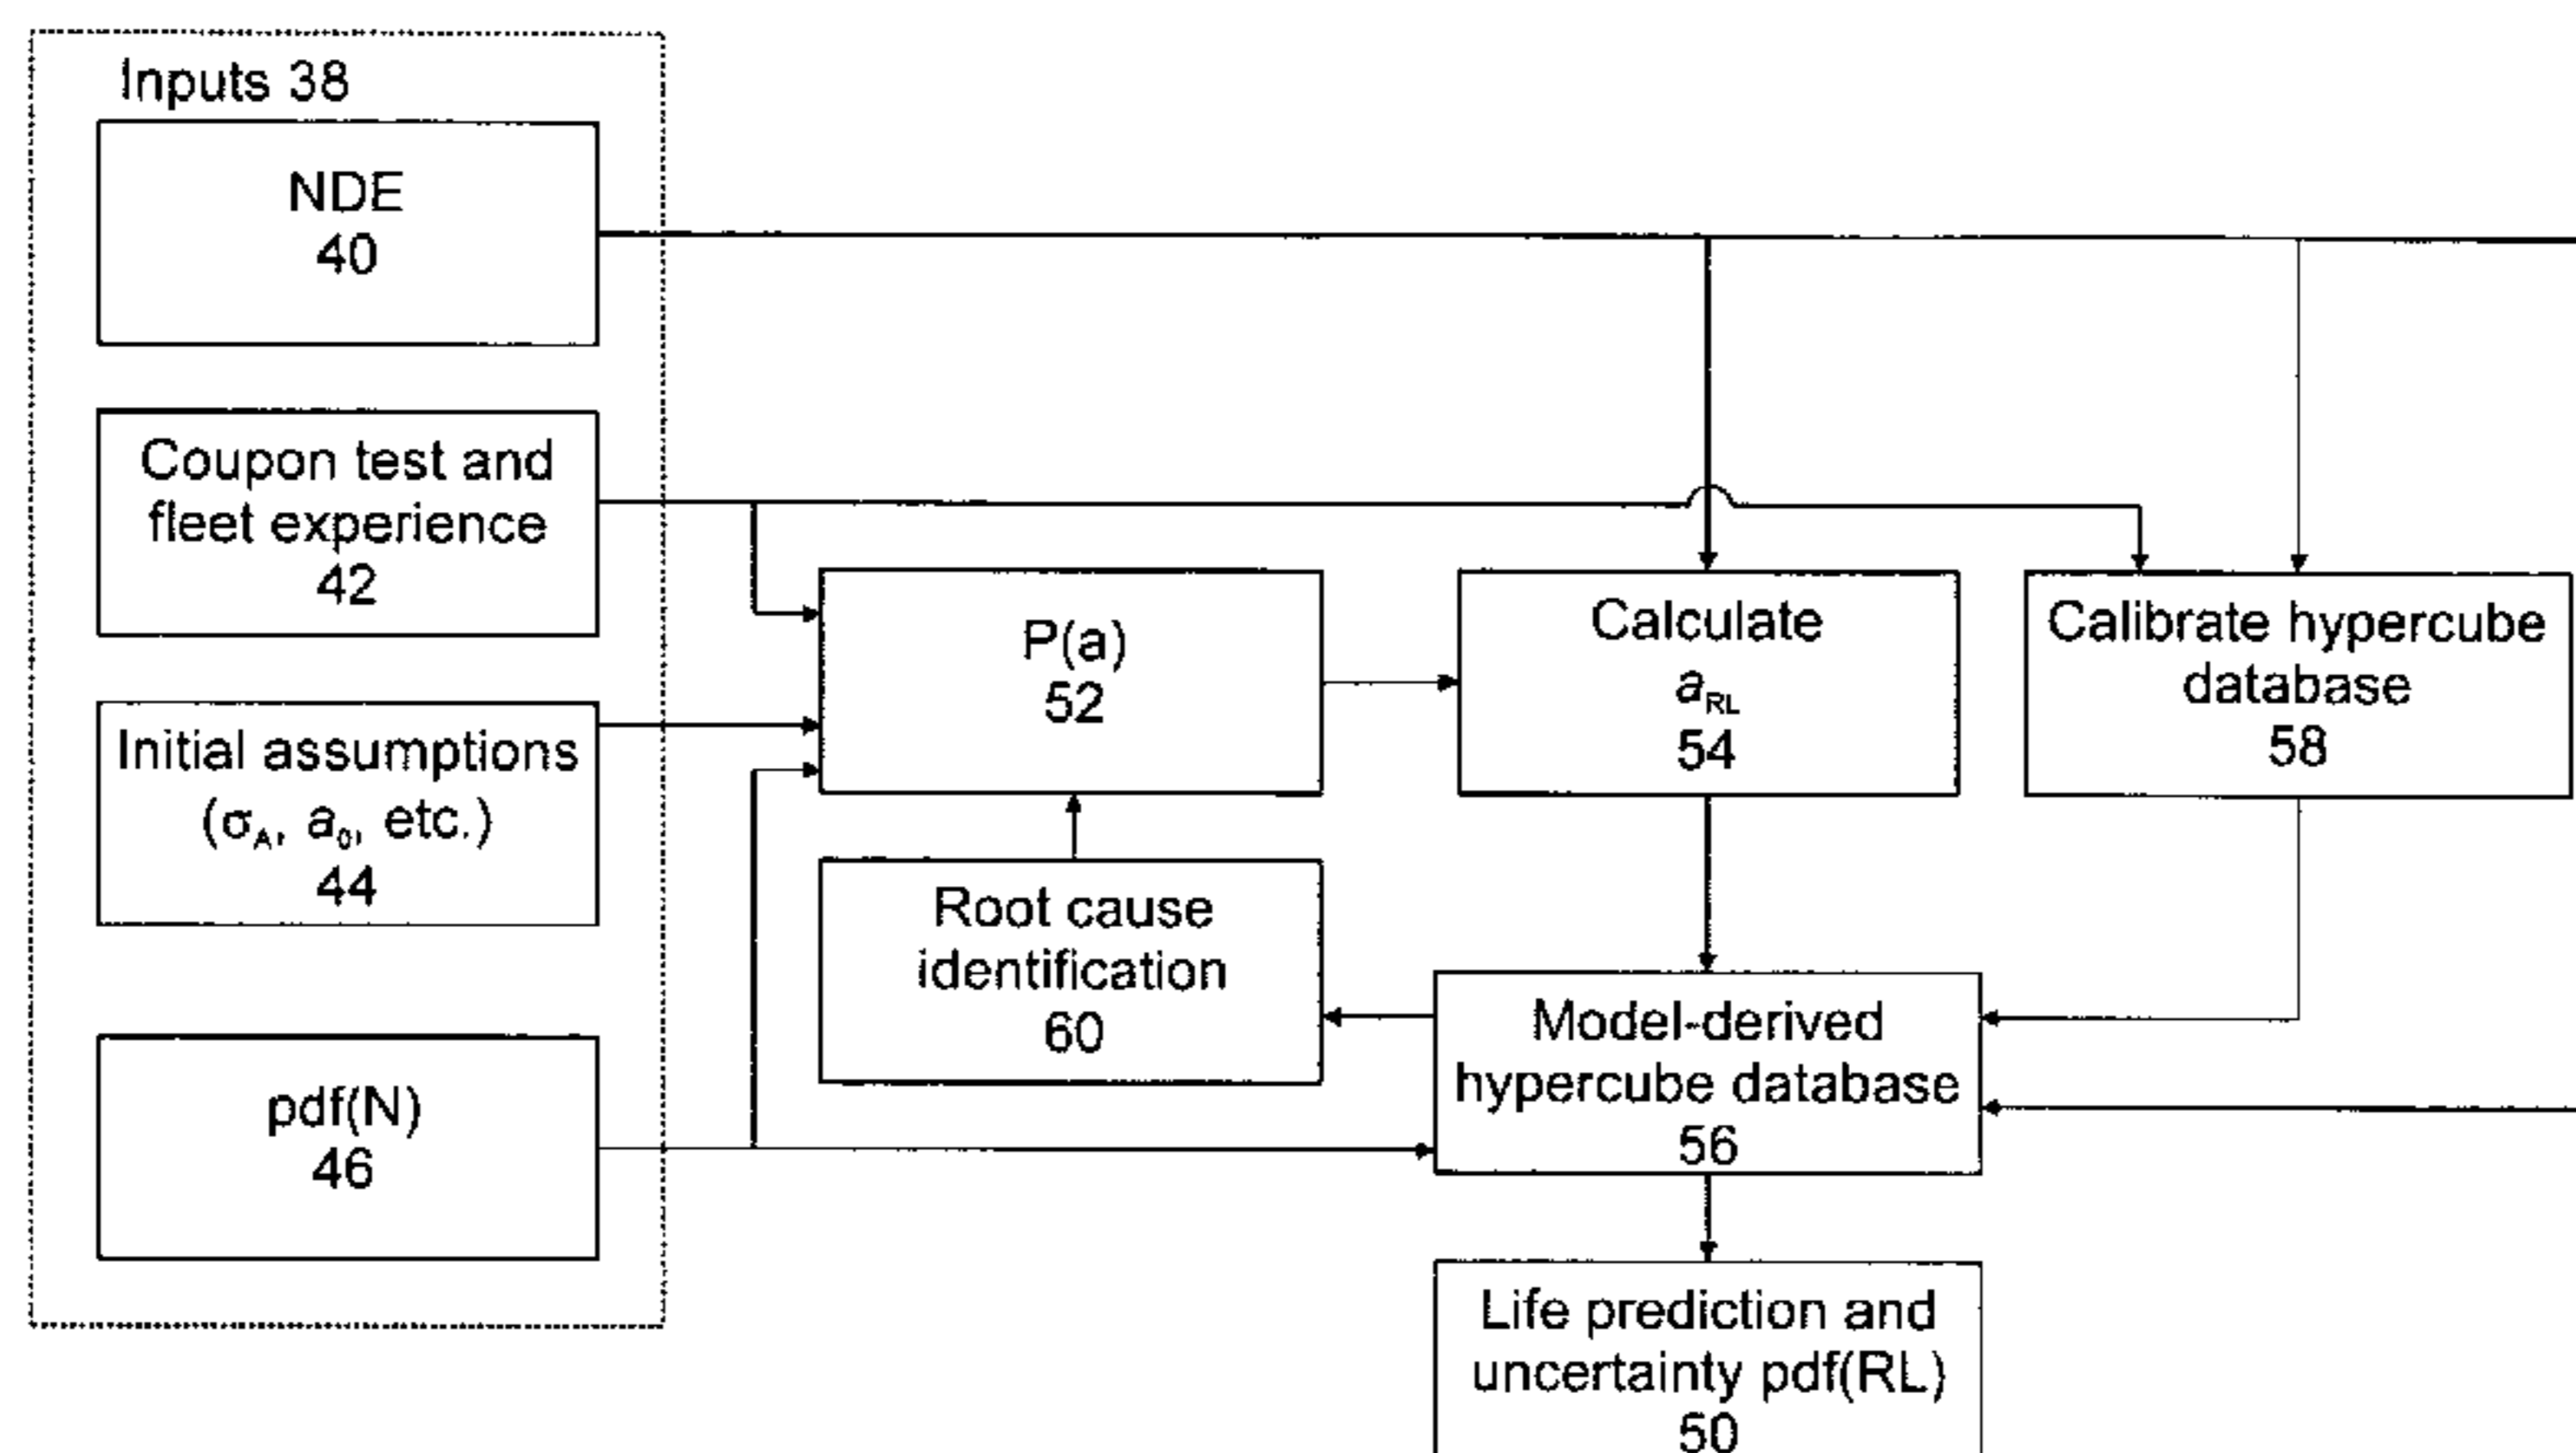 Inputs 38
NDE
40
Coupon test and
fleet experience
42
Initial assumptions
(σA, a0, etc.)
44
pdf(N)
46
P(a)
52
Calculate
aRL
54
Calibrate hypercube
database
58
Root cause
identification
60
Model-derived
hypercube database
56
Life prediction and
uncertainty pdf(RL)
50